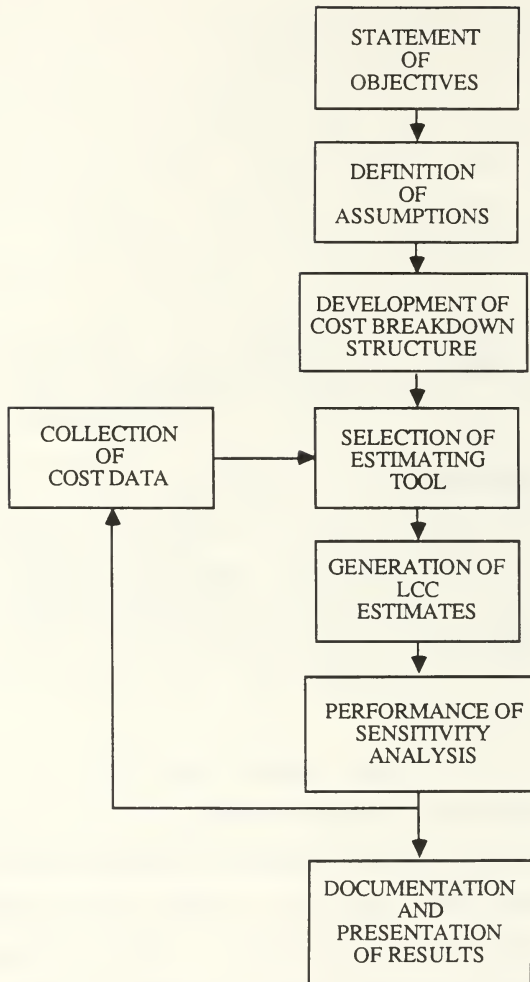 STATEMENT
OF
OBJECTIVES
DEFINITION
OF
ASSUMPTIONS
DEVELOPMENT OF
COST BREAKDOWN
STRUCTURE
COLLECTION
OF
COST DATA
SELECTION OF
ESTIMATING
TOOL
GENERATION OF
LCC
ESTIMATES
PERFORMANCE OF
SENSITIVITY
ANALYSIS
DOCUMENTATION
AND
PRESENTATION
OF RESULTS